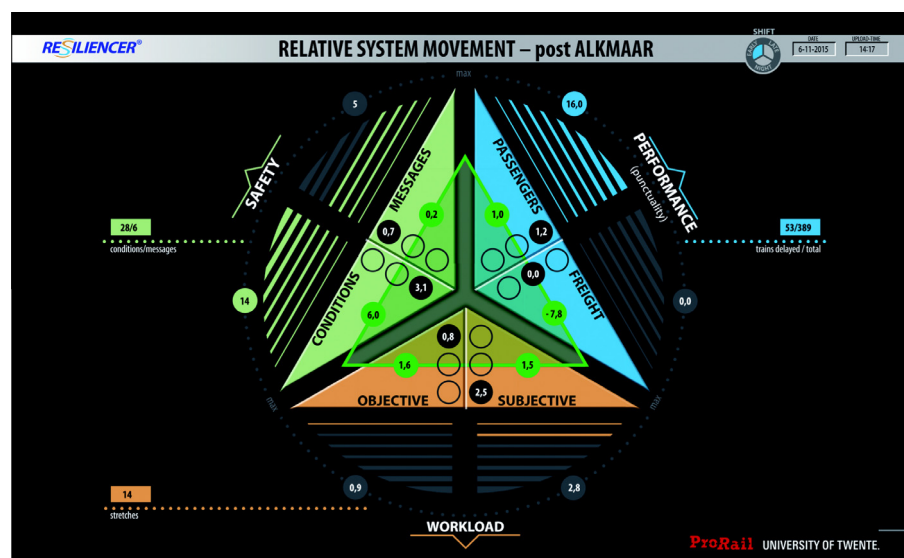 SHIFT
RESILIENCER®
RELATIVE SYSTEM MOVEMENT – post ALKMAAR
EARLY
LATE
NIGHT
DATE
6-11-2015
UPLOAD-TIME
14:17
max
5
16,0
SAFETY
MESSAGES
PASSENGERS
PERFORMANCE
(punctuality)
0,2
1,0
28/6
conditions/messages
0,7
1,2
53/389
trains delayed / total
3,1
0,0
14
CONDITIONS
6,0
- 7,8
FREIGHT
0,0
0,8
1,6
1,5
2,5
max
OBJECTIVE
SUBJECTIVE
max
0,9
2,8
14
stretches
WORKLOAD
ProRail
UNIVERSITY OF TWENTE.